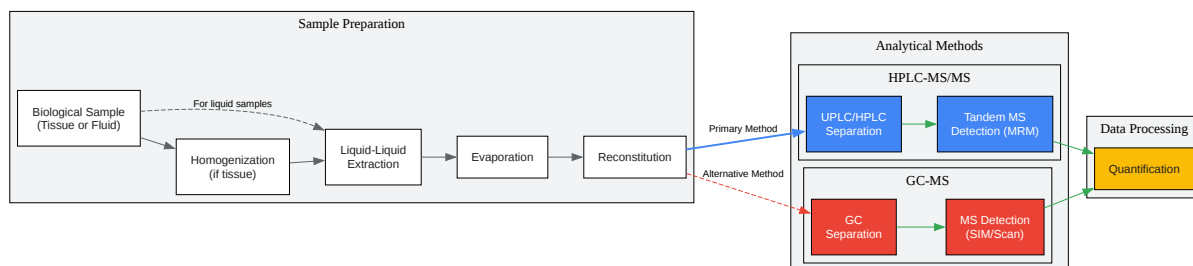 Sample Preparation
Biological Sample
(Tissue or Fluid)
For liquid samples
Homogenization
(if tissue)
Liquid-Liquid
Extraction
Evaporation
Reconstitution
Primary Method
Alternative Method
Analytical Methods
HPLC-MS/MS
UPLC/HPLC
Separation
Tandem MS
Detection (MRM)
GC-MS
GC
Separation
MS Detection
(SIM/Scan)
Data Processing
Quantification